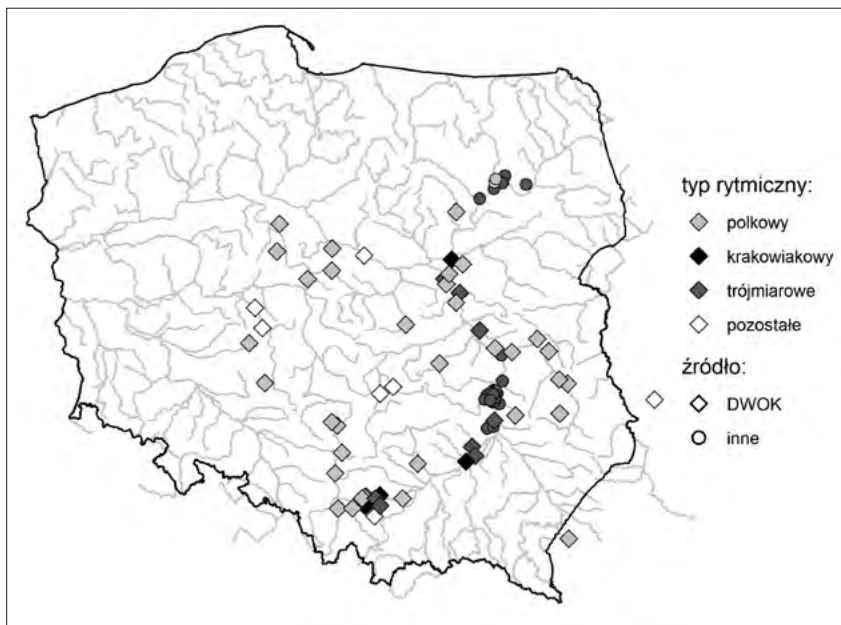 typ rytmiczny:
polkowy
krakowiakowy
trójmiarowe
pozostałe
źródło:
DWOK
inne